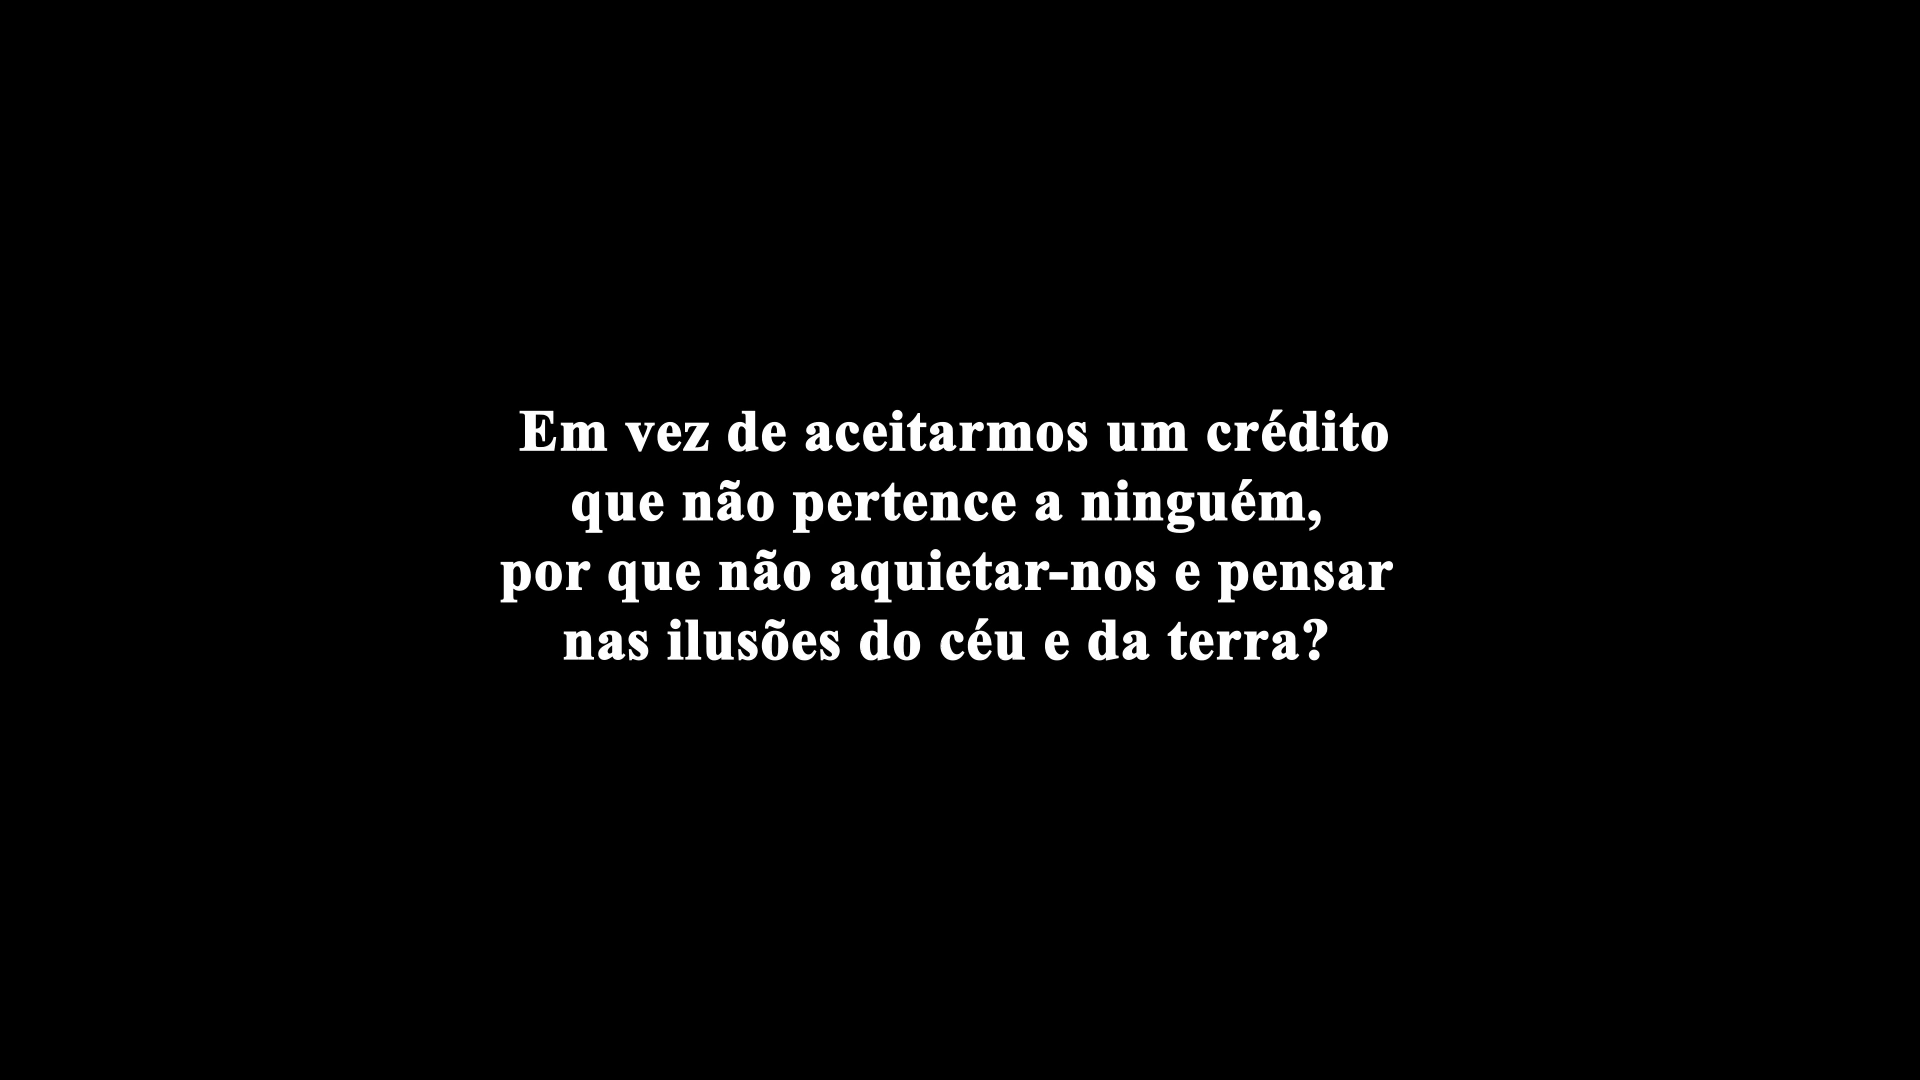 Em vez de aceitarmos um crédito
que não pertence a ninguém,
por que não aquietar-nos e pensar
nas ilusões do céu e da terra?